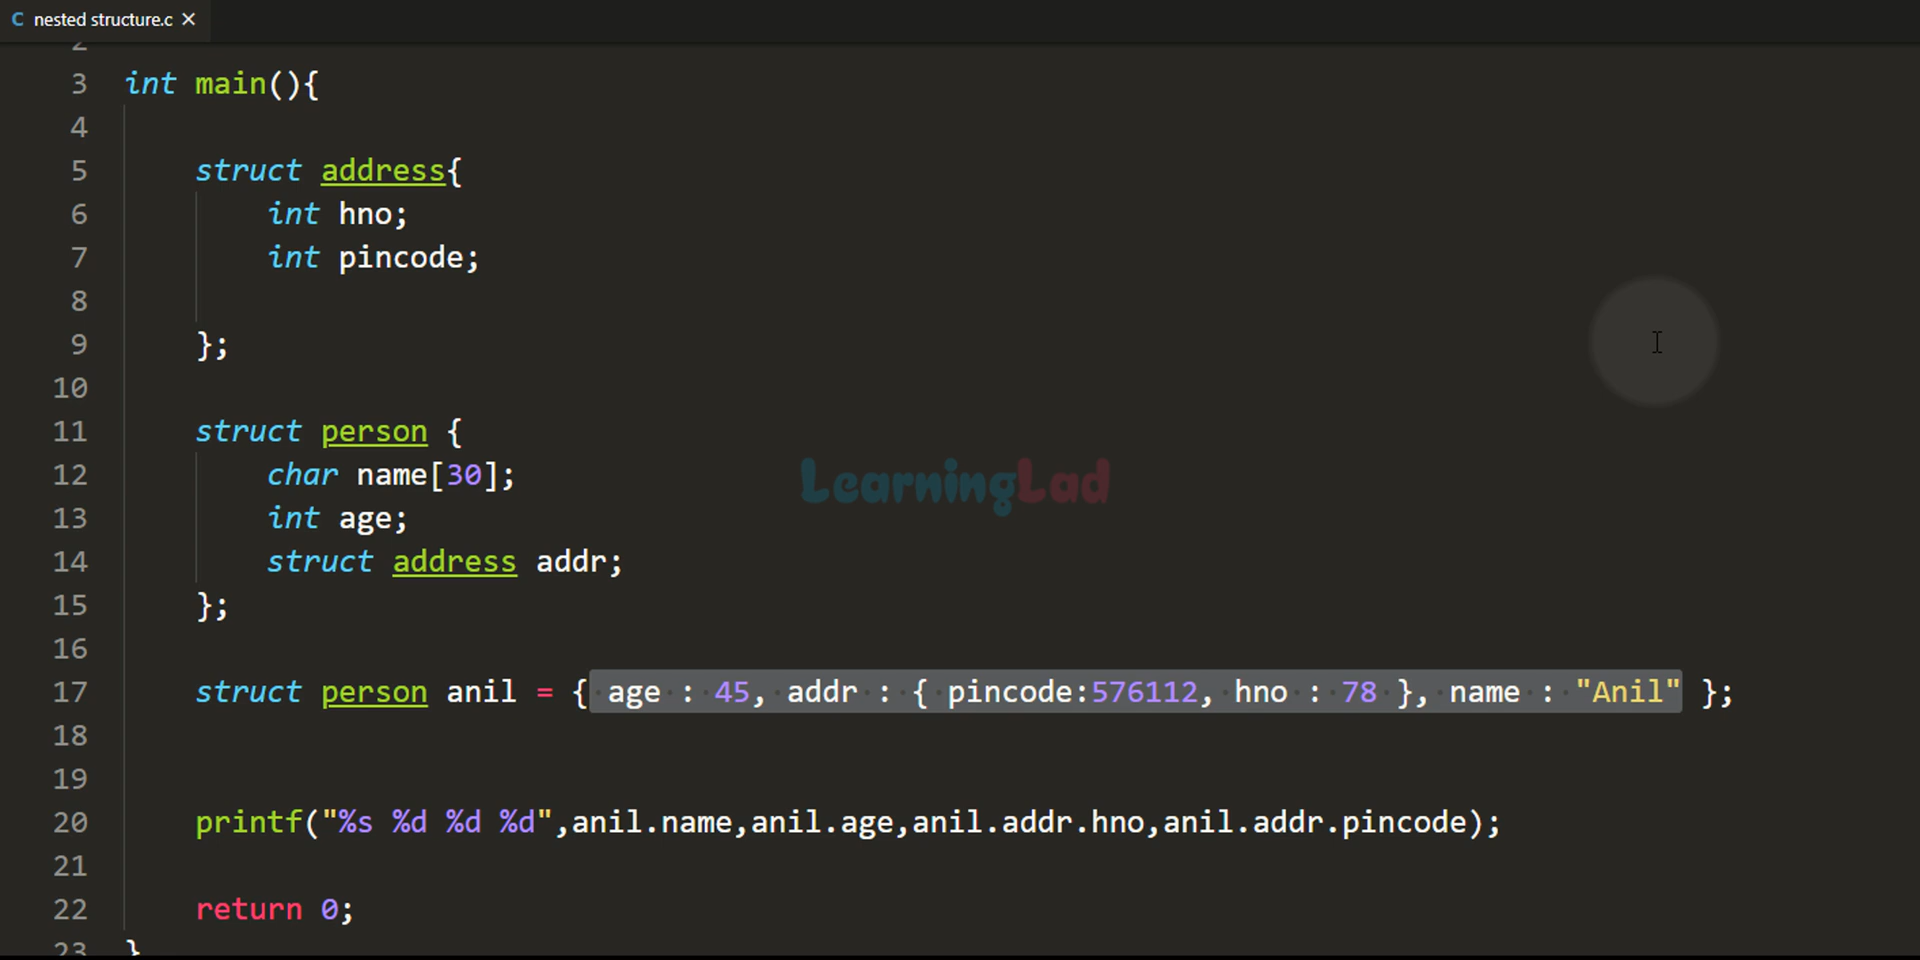 C nested structure.c ✕
2
3 int main(){
4
5     struct address{
6         int hno;
7         int pincode;
8
9     };
10
11     struct person {
12         char name[30];
13         int age;
14         struct address addr;
15     };
16
17     struct person anil = { age : 45, addr : { pincode:576112, hno : 78 }, name : "Anil" };
18
19
20     printf("%s %d %d %d",anil.name,anil.age,anil.addr.hno,anil.addr.pincode);
21
22     return 0;
23 }
LearningLad